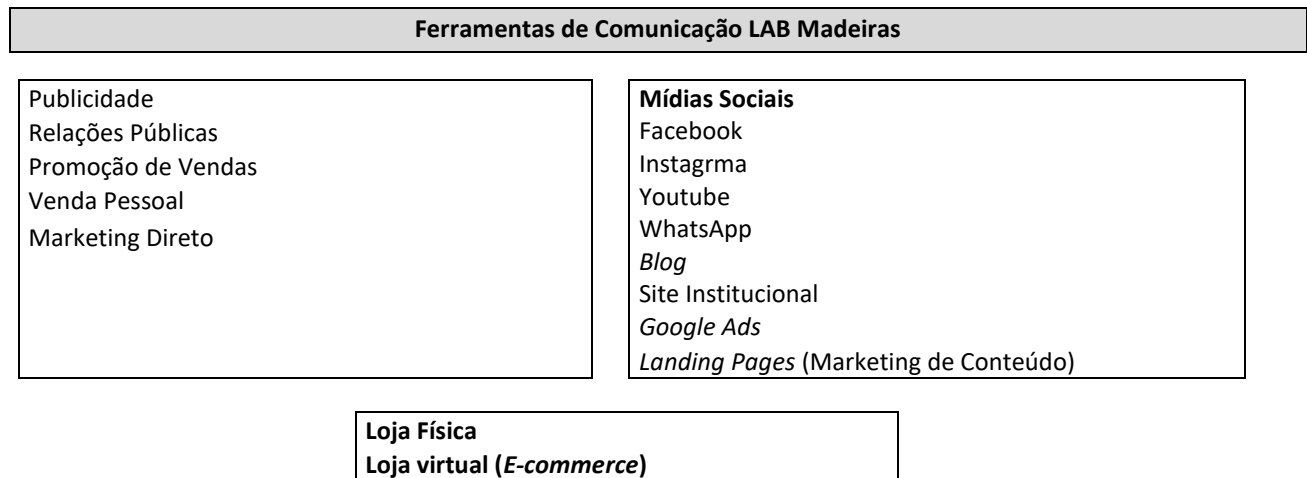 Ferramentas de Comunicação LAB Madeiras
Publicidade
Relações Públicas
Promoção de Vendas
Venda Pessoal
Marketing Direto
Mídias Sociais
Facebook
Instagrma
Youtube
WhatsApp
Blog
Site Institucional
Google Ads
Landing Pages (Marketing de Conteúdo)
Loja Física
Loja virtual (E-commerce)